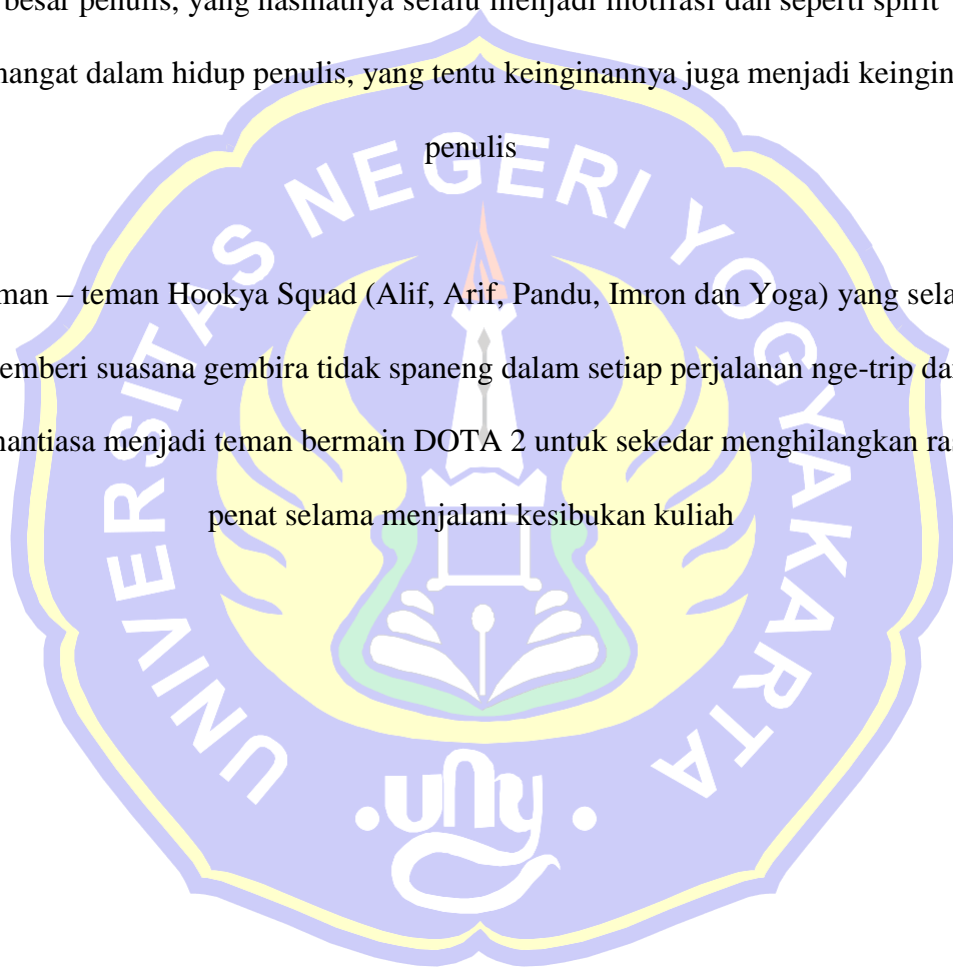 besar penulis, yang nasihatnya selalu menjadi motifasi dan seperti spirit
mangat dalam hidup penulis, yang tentu keinginannya juga menjadi keingin
penulis
man – teman Hookya Squad (Alif, Arif, Pandu, Imron dan Yoga) yang sela
emberi suasana gembira tidak spaneng dalam setiap perjalanan nge-trip da
nantiasa menjadi teman bermain DOTA 2 untuk sekedar menghilangkan ra
penat selama menjalani kesibukan kuliah
UNIVERSITAS NEGERI YOGYAKARTA
uny